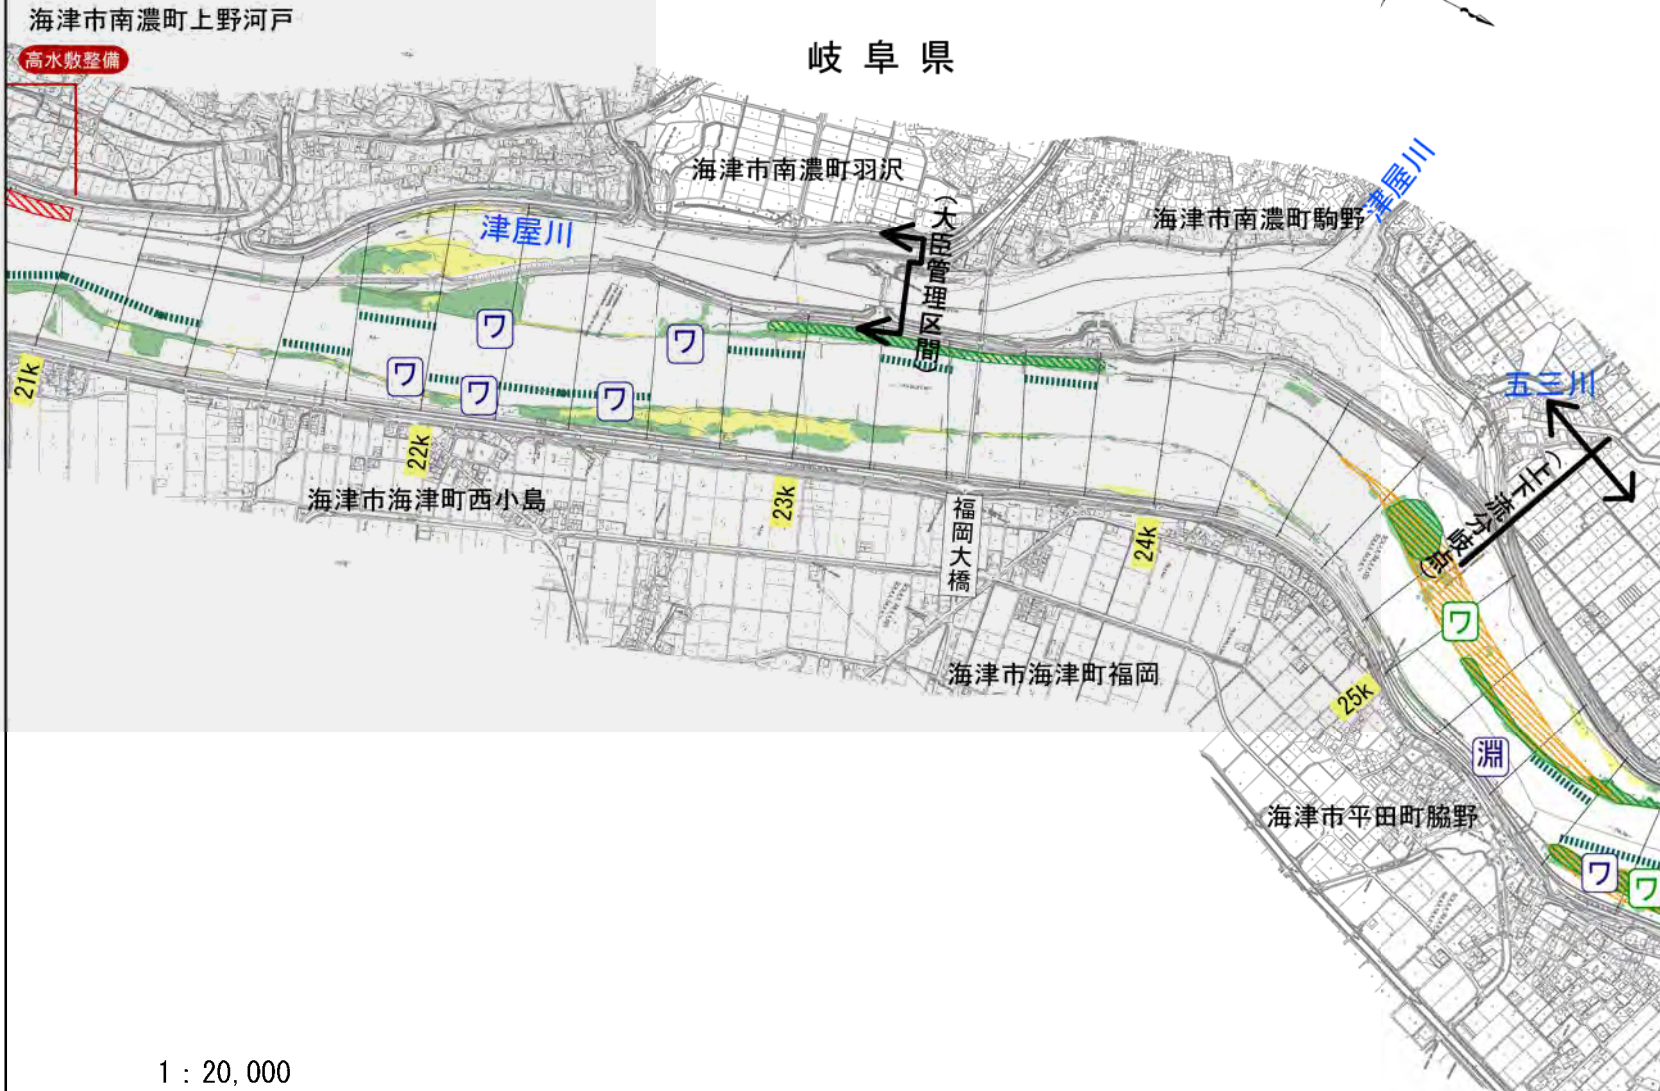 海津市南濃町上野河戸
高水敷整備
岐阜県
海津市南濃町羽沢
津屋川
(大臣管理区間)
海津市南濃町駒野
津屋川
五三川
(上下流分岐点)
ワ
ワ
ワ
ワ
ワ
21k
22k
23k
24k
25k
海津市海津町西小島
福岡大橋
海津市海津町福岡
ワ
淵
海津市平田町脇野
ワ
ワ
1:20,000